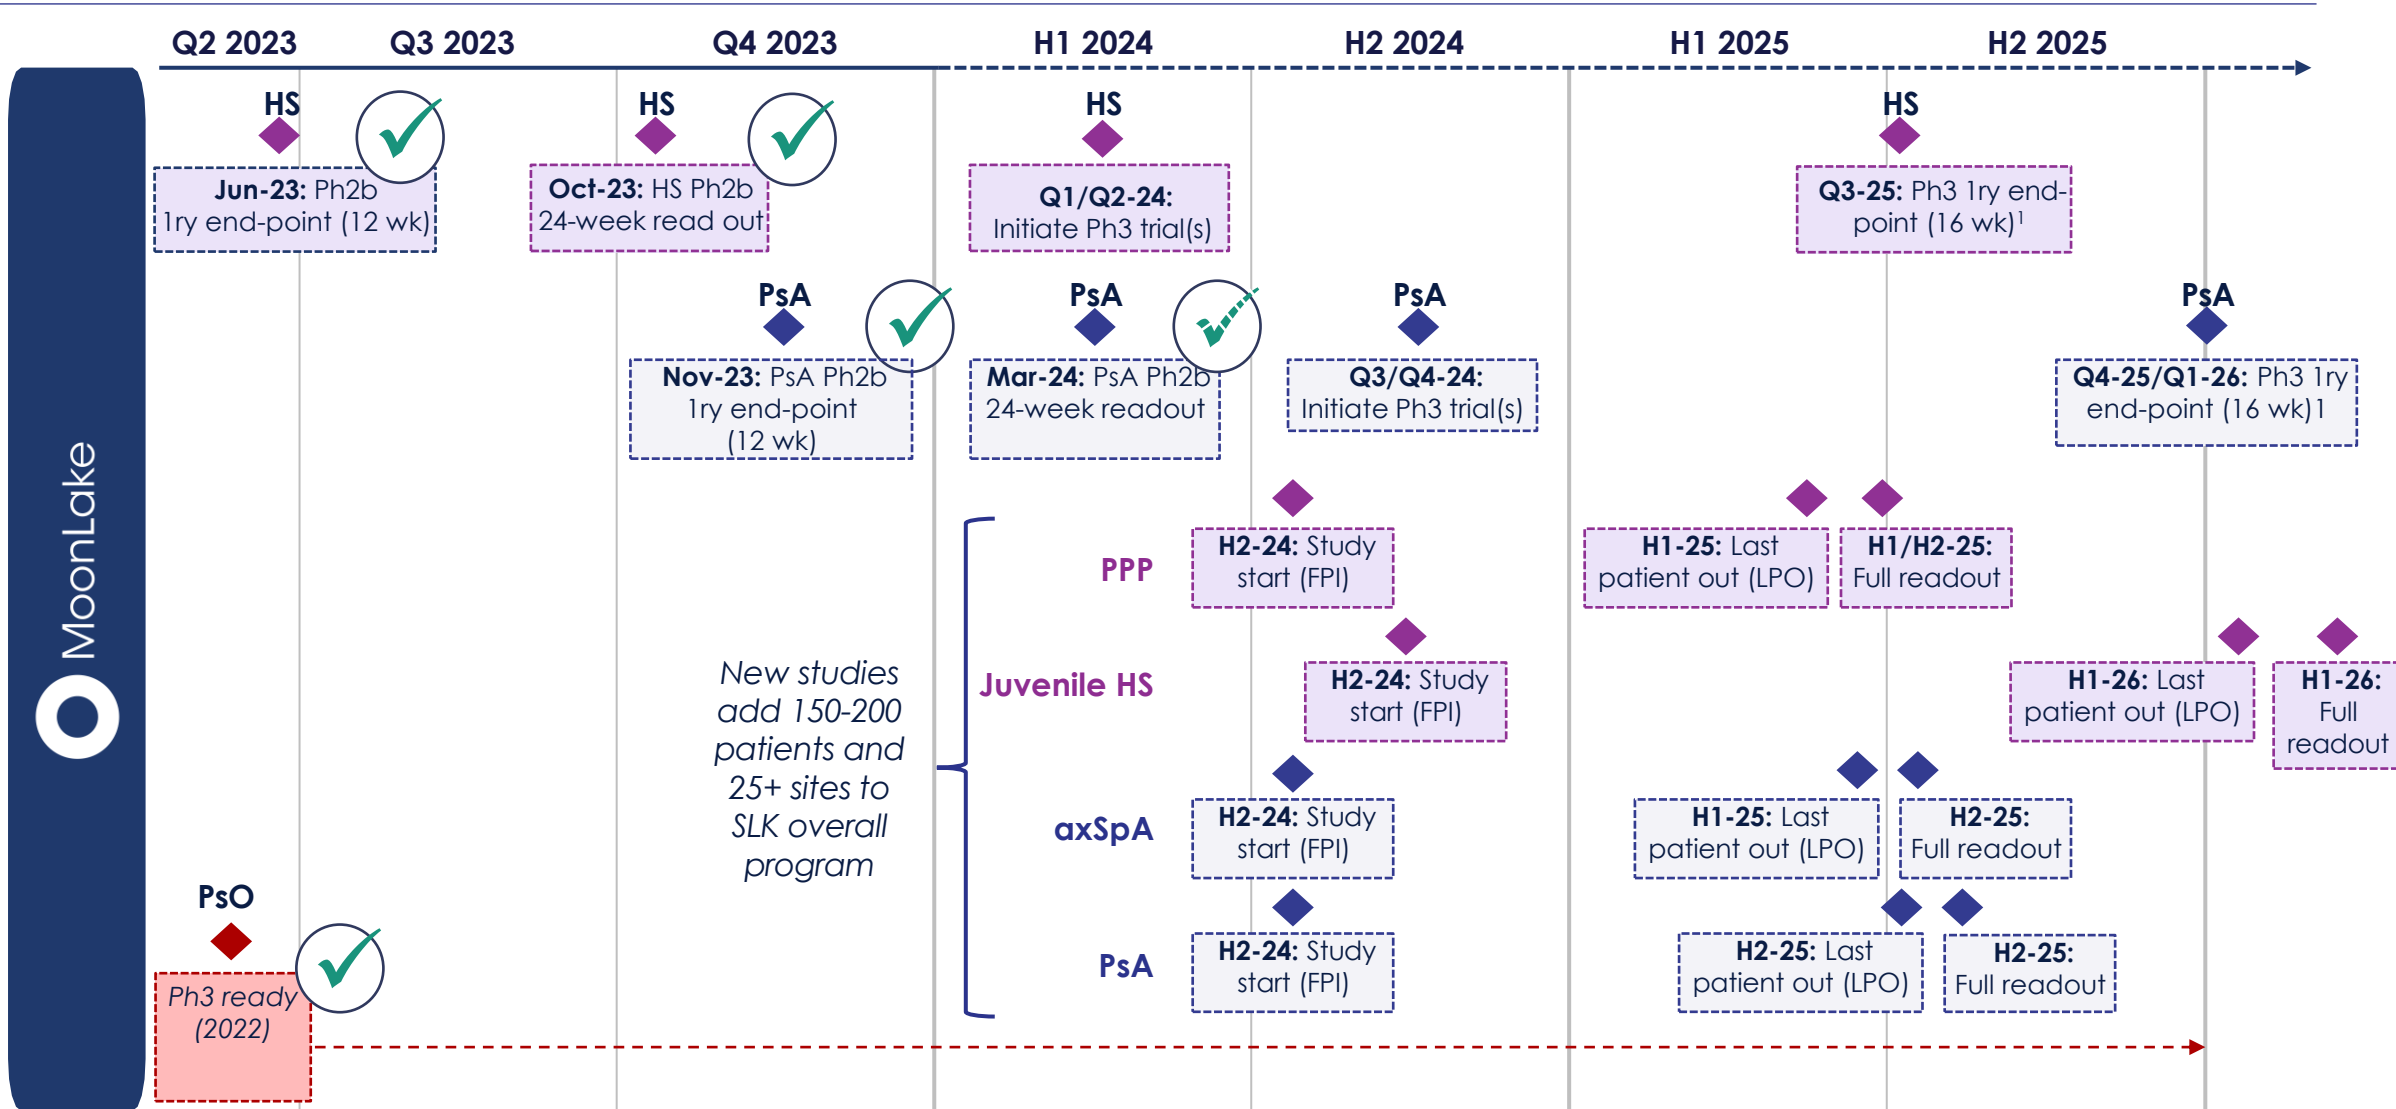 Q2 2023
Q3 2023
Q4 2023
H1 2024
H2 2024
H1 2025
H2 2025
MoonLake
HS
Jun-23: Ph2b
1ry end-point (12 wk)
HS
Oct-23: HS Ph2b
24-week read out
HS
Q1/Q2-24:
Initiate Ph3 trial(s)
HS
Q3-25: Ph3 1ry end-
point (16 wk)1
PsA
Nov-23: PsA Ph2b
1ry end-point
(12 wk)
PsA
Mar-24: PsA Ph2b
24-week readout
PsA
Q3/Q4-24:
Initiate Ph3 trial(s)
PsA
Q4-25/Q1-26: Ph3 1ry
end-point (16 wk)1
New studies
add 150-200
patients and
25+ sites to
SLK overall
program
PPP
H2-24: Study
start (FPI)
H1-25: Last
patient out (LPO)
H1/H2-25:
Full readout
Juvenile HS
H2-24: Study
start (FPI)
H1-26: Last
patient out (LPO)
H1-26:
Full
readout
axSpA
H2-24: Study
start (FPI)
H1-25: Last
patient out (LPO)
H2-25:
Full readout
PsA
H2-24: Study
start (FPI)
H2-25: Last
patient out (LPO)
H2-25:
Full readout
PsO
Ph3 ready
(2022)